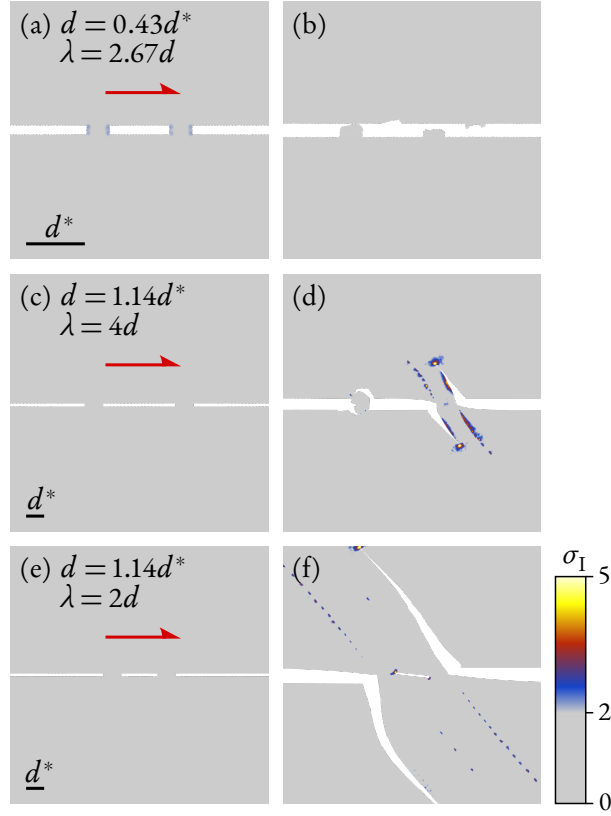 (a) d = 0.43d*
λ = 2.67d
d*
(b)
(c) d = 1.14d*
λ = 4d
d*
(d)
(e) d = 1.14d*
λ = 2d
d*
(f)
σI
5
2
0